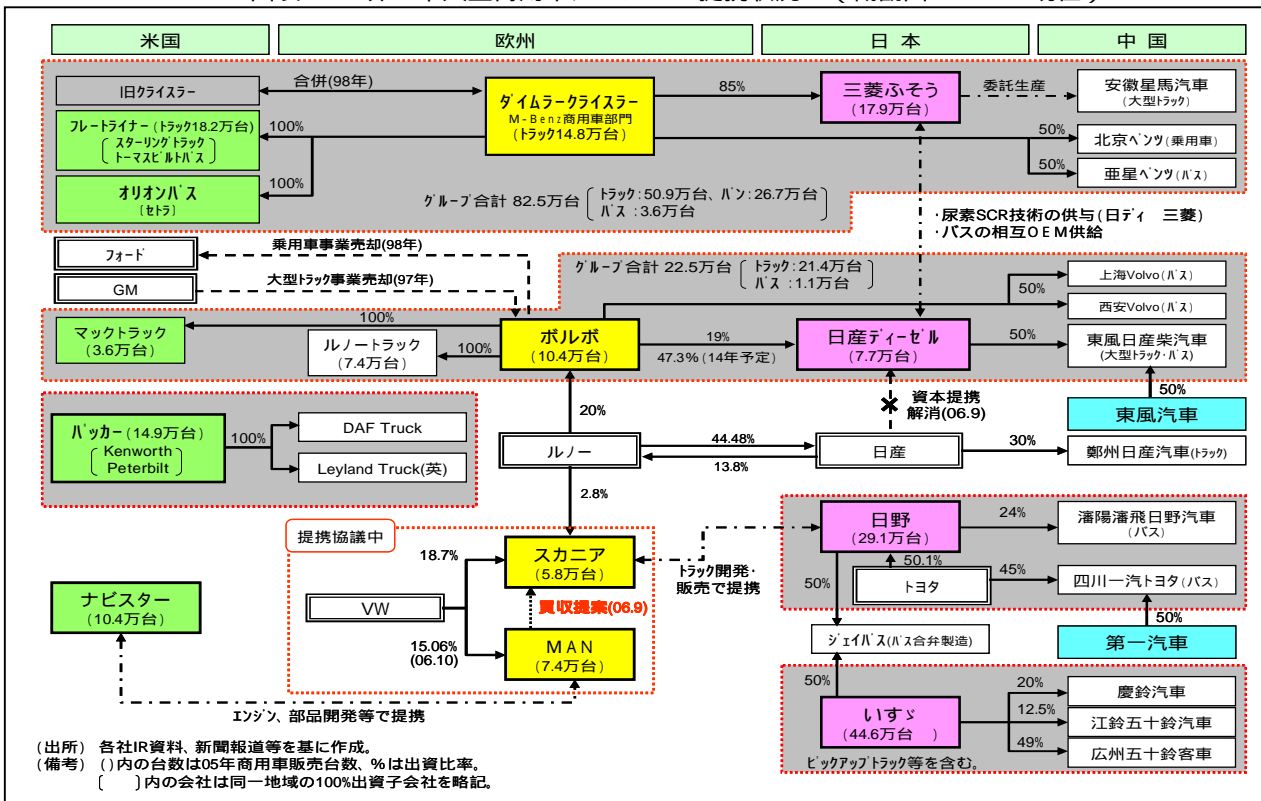 米国
欧州
日 本
中 国
旧クライスラー
合併(98年)
ダイムラークライスラー
M-Benz商用車部門
(トラック14.8万台)
85%
三菱ふそう
(17.9万台)
委託生産
安徽星馬汽車
(大型トラック)
フレートライナー (トラック18.2万台)
スターリングトラック
トーマスビルトバス
100%
50%
北京ベンツ (乗用車)
50%
亜星ベンツ (バス)
オリオンバス
[セトラ]
100%
グループ合計 82.5万台
トラック:50.9万台、バン:26.7万台
バス :3.6万台
・尿素SCR技術の供与(日ディ 三菱)
・バスの相互OEM供給
フォード
乗用車事業売却(98年)
GM
大型トラック事業売却(97年)
グループ合計 22.5万台
トラック:21.4万台
バス :1.1万台
上海Volvo (バス)
50%
西安Volvo (バス)
マックトラック
(3.6万台)
100%
ルノートラック
(7.4万台)
100%
ボルボ
(10.4万台)
19%
47.3% (14年予定)
日産ディーゼル
(7.7万台)
50%
東風日産柴汽車
(大型トラック・バス)
50%
東風汽車
資本提携
解消(06.9)
20%
パッカー (14.9万台)
Kenworth
Peterbilt
100%
DAF Truck
Leyland Truck(英)
ルノー
44.48%
13.8%
日産
30%
鄭州日産汽車(トラック)
2.8%
提携協議中
18.7%
スカニア
(5.8万台)
VW
買収提案(06.9)
15.06%
(06.10)
MAN
(7.4万台)
トラック開発・
販売で提携
日野
(29.1万台)
24%
瀋陽瀋飛日野汽車
(バス)
50.1%
トヨタ
45%
四川一汽トヨタ (バス)
50%
50%
第一汽車
ジェイバス(バス合弁製造)
ナビスター
(10.4万台)
エンジン、部品開発等で提携
50%
いすゞ
(44.6万台 )
20%
慶鈴汽車
12.5%
江鈴五十鈴汽車
49%
広州五十鈴客車
ピックアップトラック等を含む。
(出所) 各社IR資料、新聞報道等を基に作成。
(備考) ()内の台数は05年商用車販売台数、%は出資比率。
〔 〕内の会社は同一地域の100%出資子会社を略記。